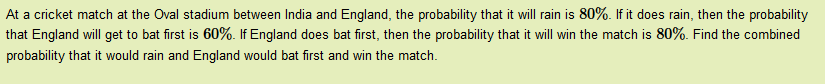 At a cricket match at the Oval stadium between India and England, the probability that it will rain is 80%. If it does rain, then the probability
that England will get to bat first is 60%. If England does bat first, then the probability that it will win the match is 80%. Find the combined
probability that it would rain and England would bat first and win the match.